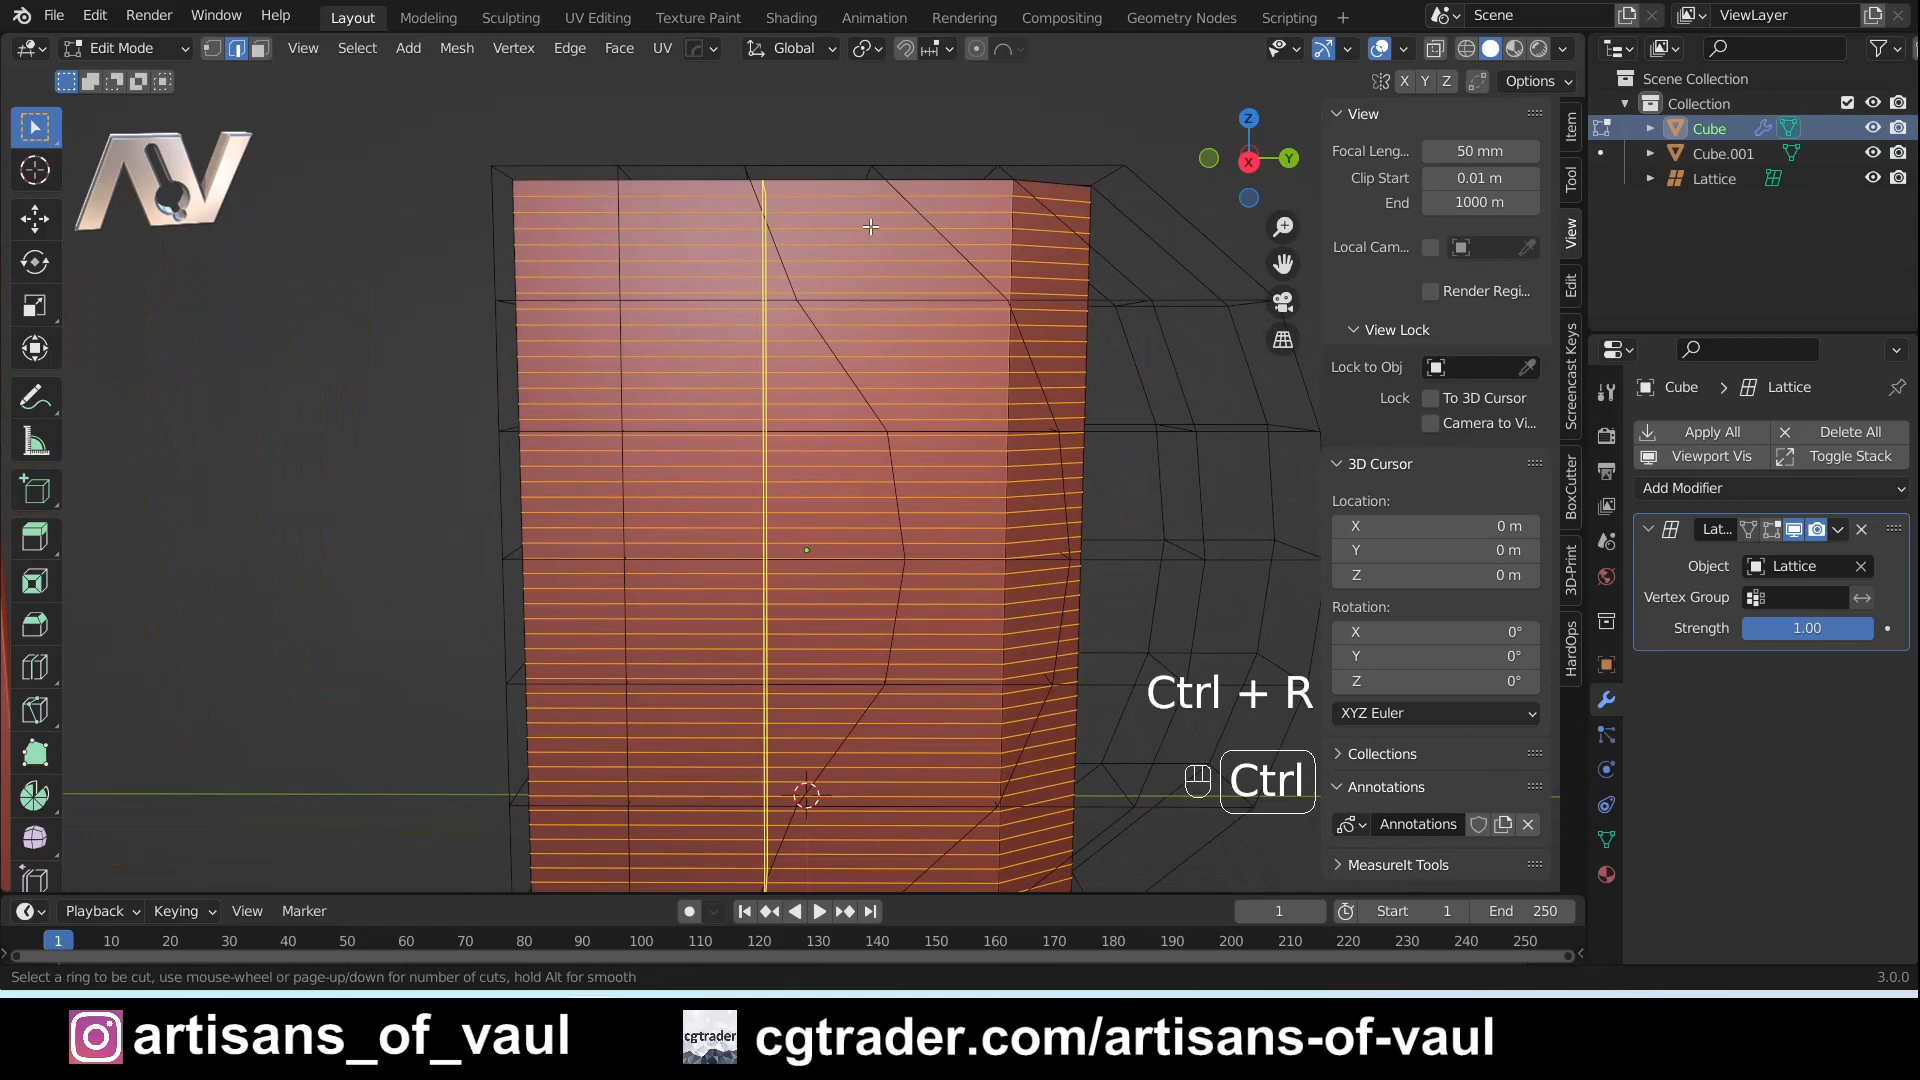 File Edit Render Window Help Layout Modeling Sculpting UV Editing Texture Paint Shading Animation Rendering Compositing Geometry Nodes Scripting + Scene ViewLayer
Edit Mode View Select Add Mesh Vertex Edge Face UV Global
X Y Z Options
Scene Collection
Collection
Cube
Cube.001
Lattice
AV
Z
Y
X
View
Focal Leng... 50 mm
Clip Start 0.01 m
End 1000 m
Local Cam...
Render Regi...
View Lock
Lock to Obj
Lock To 3D Cursor
Camera to Vi...
3D Cursor
Location:
X 0 m
Y 0 m
Z 0 m
Rotation:
X 0°
Y 0°
Z 0°
XYZ Euler
Collections
Annotations
Annotations
MeasureIt Tools
Item
Tool
View
Edit
Screencast Keys
BoxCutter
3D-Print
HardOps
Cube > Lattice
Apply All Delete All
Viewport Vis Toggle Stack
Add Modifier
Lat...
Object Lattice
Vertex Group
Strength 1.00
Ctrl + R
Ctrl
Playback Keying View Marker 1 Start 1 End 250
1 10 20 30 40 50 60 70 80 90 100 110 120 130 140 150 160 170 180 190 200 210 220 230 240 250
Select a ring to be cut, use mouse-wheel or page-up/down for number of cuts, hold Alt for smooth 3.0.0
artisans_of_vaul cgtrader cgtrader.com/artisans-of-vaul